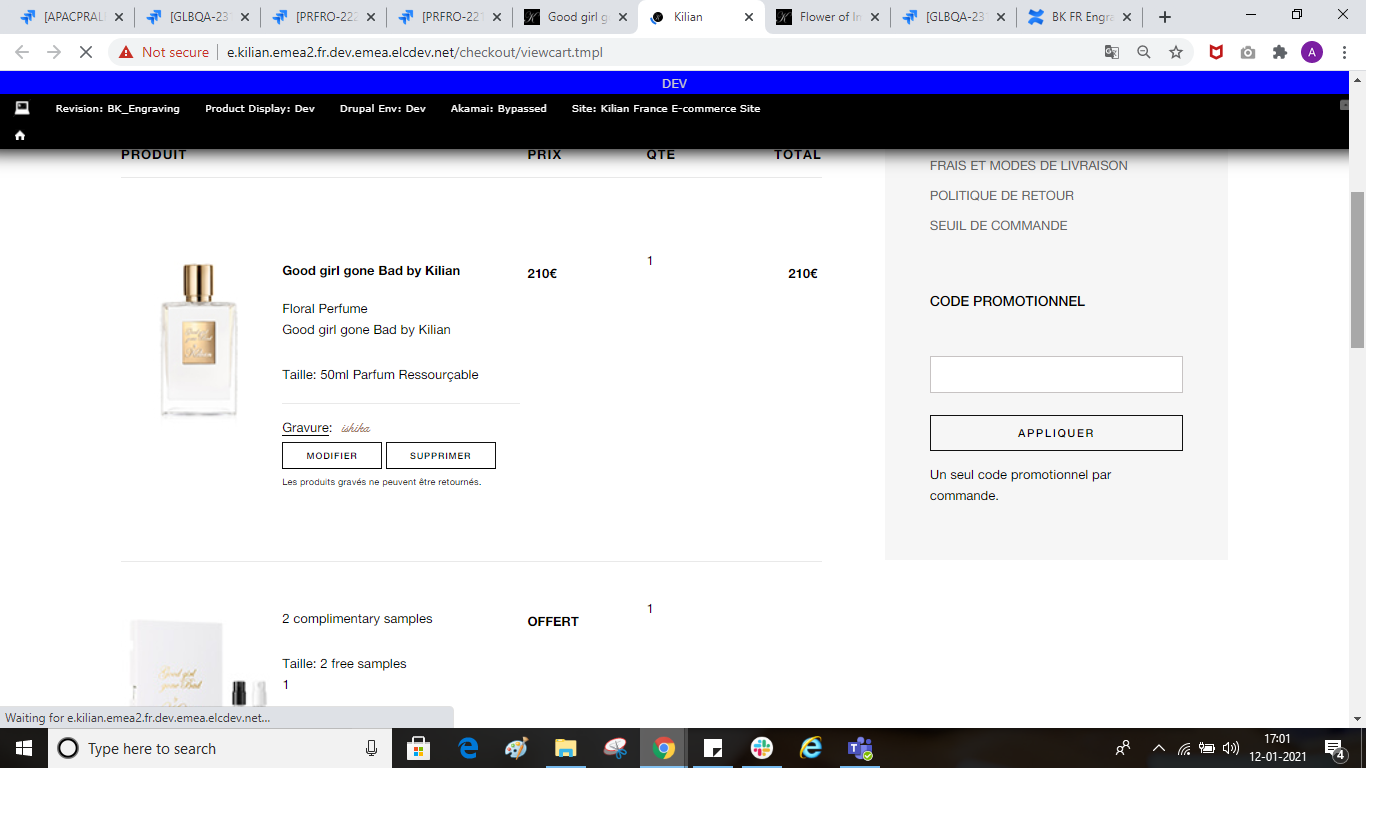 [APACPRAL
[GLBQA-23
[PRFRO-222
[PRFRO-221
Good girl g
Kilian
Flower of Im
[GLBQA-23
BK FR Engra
Not secure
e.kilian.emea2.fr.dev.emea.elcdev.net/checkout/viewcart.tmpl
A
DEV
Revision: BK_Engraving
Product Display: Dev
Drupal Env: Dev
Akamai: Bypassed
Site: Kilian France E-commerce Site
PRODUIT
PRIX
QTE
TOTAL
FRAIS ET MODES DE LIVRAISON
POLITIQUE DE RETOUR
SEUIL DE COMMANDE
Good girl gone Bad by Kilian
210€
1
210€
Floral Perfume
Good girl gone Bad by Kilian
Taille: 50ml Parfum Ressourçable
Gravure: ishika
MODIFIER
SUPPRIMER
Les produits gravés ne peuvent être retournés.
CODE PROMOTIONNEL
APPLIQUER
Un seul code promotionnel par
commande.
2 complimentary samples
OFFERT
1
Taille: 2 free samples
1
Good girl
gone Bad
Waiting for e.kilian.emea2.fr.dev.emea.elcdev.net...
Type here to search
17:01
12-01-2021
4